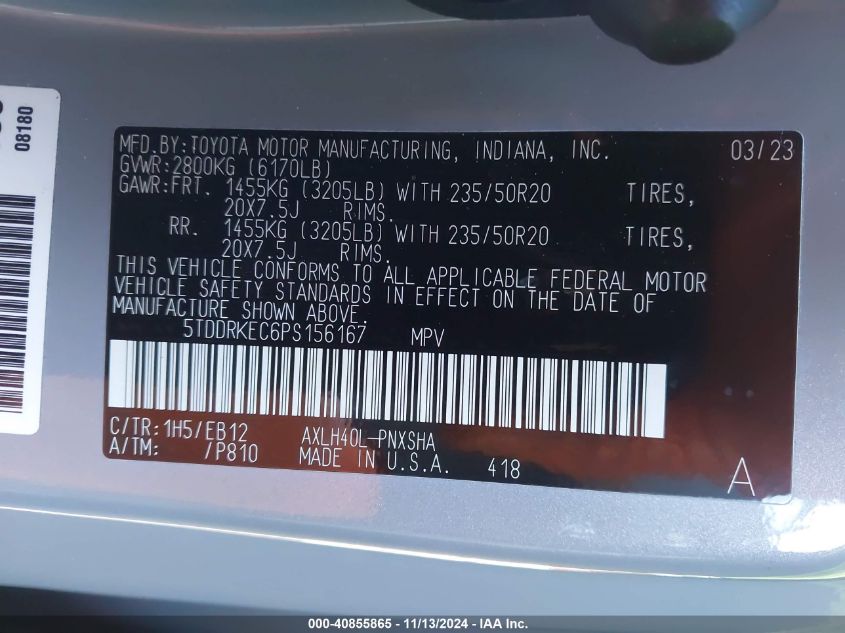 08180
MFD.BY:TOYOTA MOTOR MANUFACTURING, INDIANA, INC. 03/23
GVWR:2800KG (6170LB)
GAWR:FRT. 1455KG (3205LB) WITH 235/50R20 TIRES,
20X7.5J RIMS.
RR. 1455KG (3205LB) WITH 235/50R20 TIRES,
20X7.5J RIMS.
THIS VEHICLE CONFORMS TO ALL APPLICABLE FEDERAL MOTOR
VEHICLE SAFETY STANDARDS IN EFFECT ON THE DATE OF
MANUFACTURE SHOWN ABOVE.
5TDDRKEC6PS156167 MPV
C/TR:1H5/EB12 AXLH40L-PNXSHA
A/TM: /P810 MADE IN U.S.A. 418
A
000-40855865 - 11/13/2024 - IAA Inc.